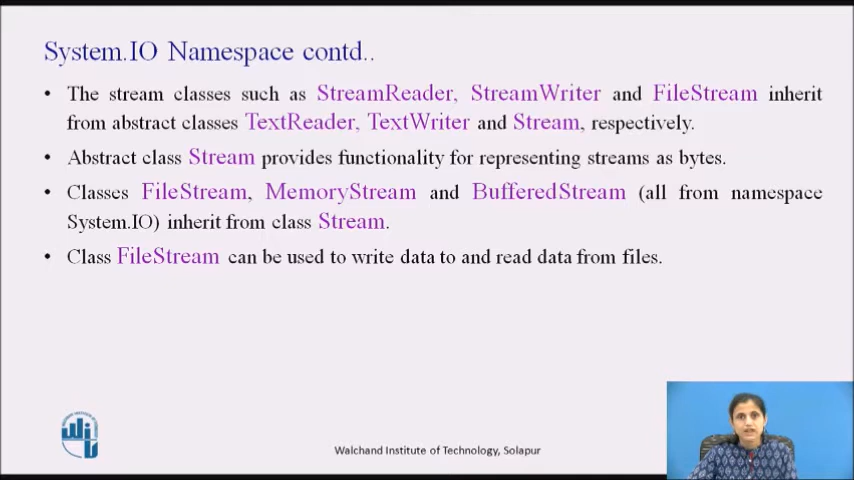 System.IO Namespace contd..
• The stream classes such as StreamReader, StreamWriter and FileStream inherit
from abstract classes TextReader, TextWriter and Stream, respectively.
• Abstract class Stream provides functionality for representing streams as bytes.
• Classes FileStream, MemoryStream and BufferedStream (all from namespace
System.IO) inherit from class Stream.
• Class FileStream can be used to write data to and read data from files.
Walchand Institute of Technology, Solapur